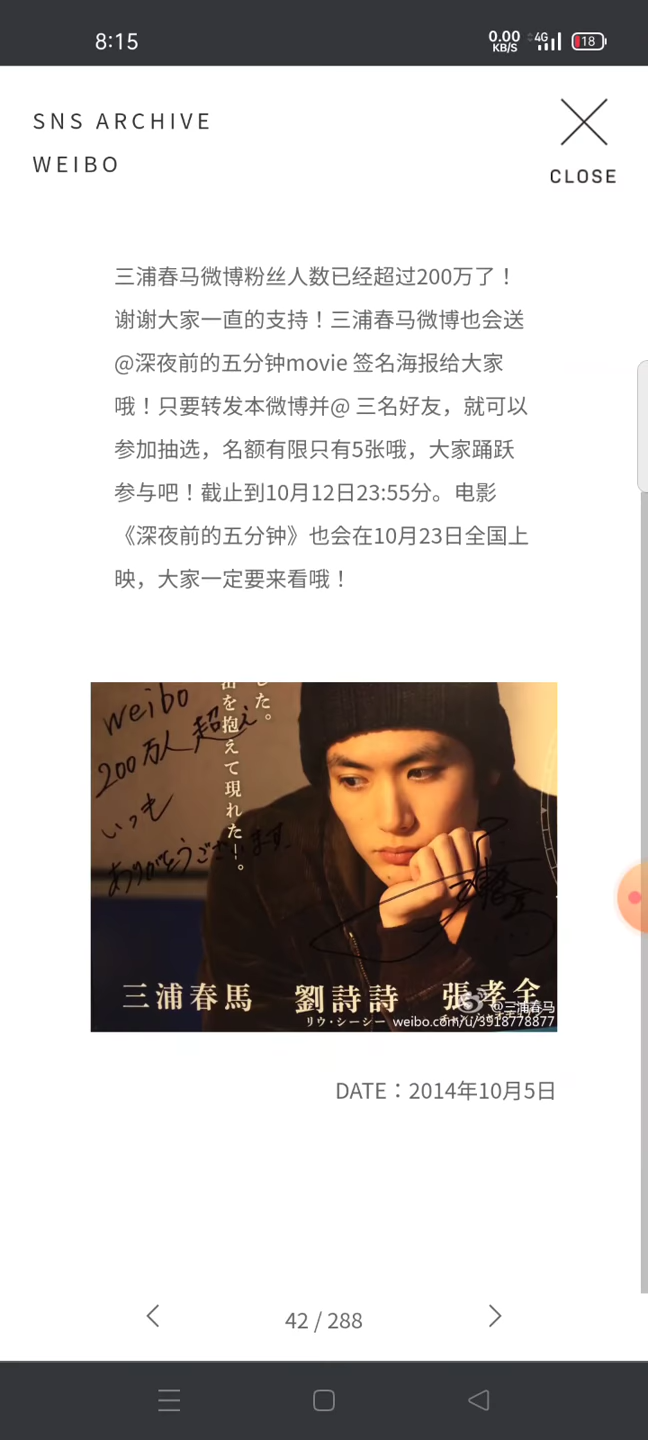 8:15
0.00
KB/S
4G
18
SNS ARCHIVE
WEIBO
CLOSE
三浦春马微博粉丝人数已经超过200万了！
谢谢大家一直的支持！三浦春马微博也会送
@深夜前的五分钟movie 签名海报给大家
哦！只要转发本微博并@ 三名好友，就可以
参加抽选，名额有限只有5张哦，大家踊跃
参与吧！截止到10月12日23:55分。电影
《深夜前的五分钟》也会在10月23日全国上
映，大家一定要来看哦！
した。
を抱えて現れた―。
weibo
200万人 超え
いつも
ありがとうございます
三浦春馬
劉詩詩
張孝全
リウ・シーシー
@三浦春马
weibo.com/u/3918778877
DATE：2014年10月5日
42 / 288